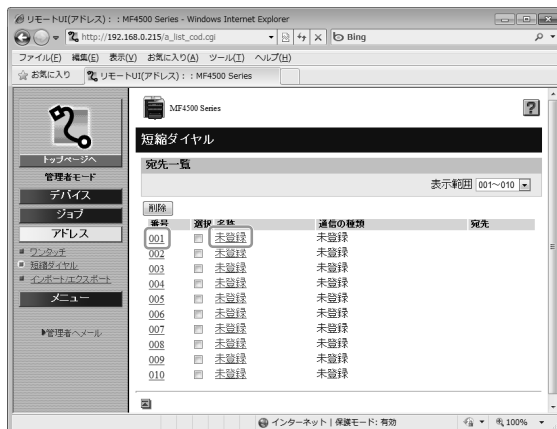 リモートUI(アドレス) : : MF4500 Series - Windows Internet Explorer
http://192.168.0.215/a_list_cod.cgi
Bing
ファイル(F) 編集(E) 表示(V) お気に入り(A) ツール(T) ヘルプ(H)
お気に入り リモートUI(アドレス) : : MF4500 Series
MF4500 Series
?
トップページへ
管理者モード
デバイス
ジョブ
アドレス
ワンタッチ
短縮ダイヤル
インポート/エクスポート
メニュー
管理者へメール
短縮ダイヤル
宛先一覧
表示範囲 001～010
削除
番号 選択 名称 通信の種類 宛先
001 未登録 未登録
002 未登録 未登録
003 未登録 未登録
004 未登録 未登録
005 未登録 未登録
006 未登録 未登録
007 未登録 未登録
008 未登録 未登録
009 未登録 未登録
010 未登録 未登録
インターネット | 保護モード: 有効 100%